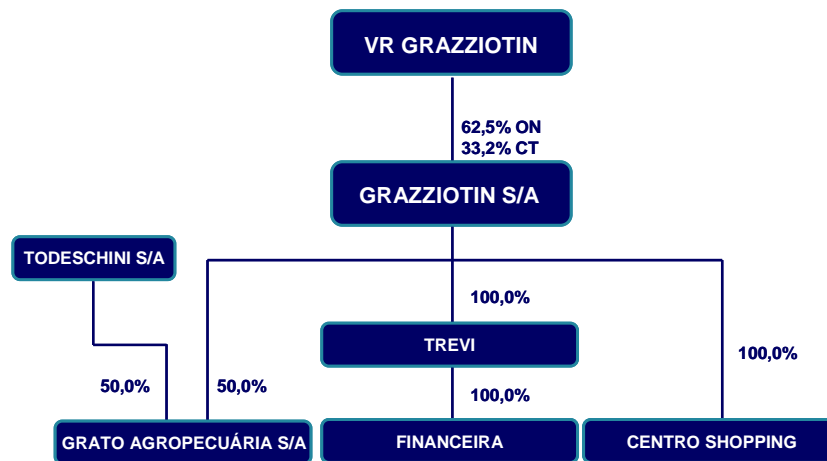 VR GRAZZIOTIN
62,5% ON
33,2% CT
GRAZZIOTIN S/A
TODESCHINI S/A
100,0%
TREVI
100,0%
50,0%
50,0%
100,0%
GRATO AGROPECUÁRIA S/A
FINANCEIRA
CENTRO SHOPPING